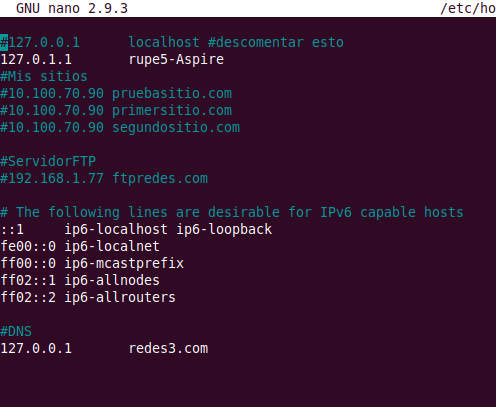 GNU nano 2.9.3 /etc/ho
#127.0.0.1 localhost #descomentar esto
127.0.1.1 rupe5-Aspire
#Mis sitios
#10.100.70.90 pruebasitio.com
#10.100.70.90 primersitio.com
#10.100.70.90 segundositio.com
#ServidorFTP
#192.168.1.77 ftpredes.com
# The following lines are desirable for IPv6 capable hosts
::1 ip6-localhost ip6-loopback
fe00::0 ip6-localnet
ff00::0 ip6-mcastprefix
ff02::1 ip6-allnodes
ff02::2 ip6-allrouters
#DNS
127.0.0.1 redes3.com